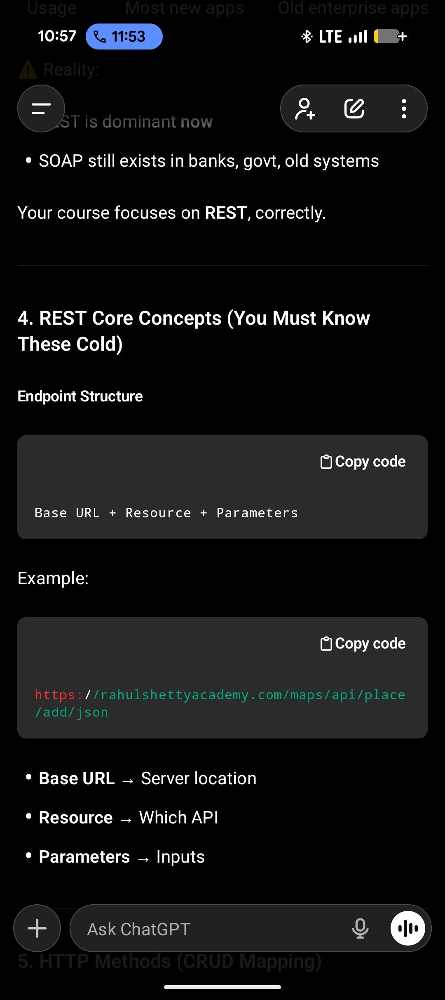 Usage Most new apps Old enterprise apps
10:57 11:53 LTE
Reality:
ST is dominant now
• SOAP still exists in banks, govt, old systems
Your course focuses on REST, correctly.
4. REST Core Concepts (You Must Know
These Cold)
Endpoint Structure
Copy code
Base URL + Resource + Parameters
Example:
Copy code
https://rahulshettyacademy.com/maps/api/place
/add/json
• Base URL → Server location
• Resource → Which API
• Parameters → Inputs
Ask ChatGPT
5. HTTP Methods (CRUD Mapping)